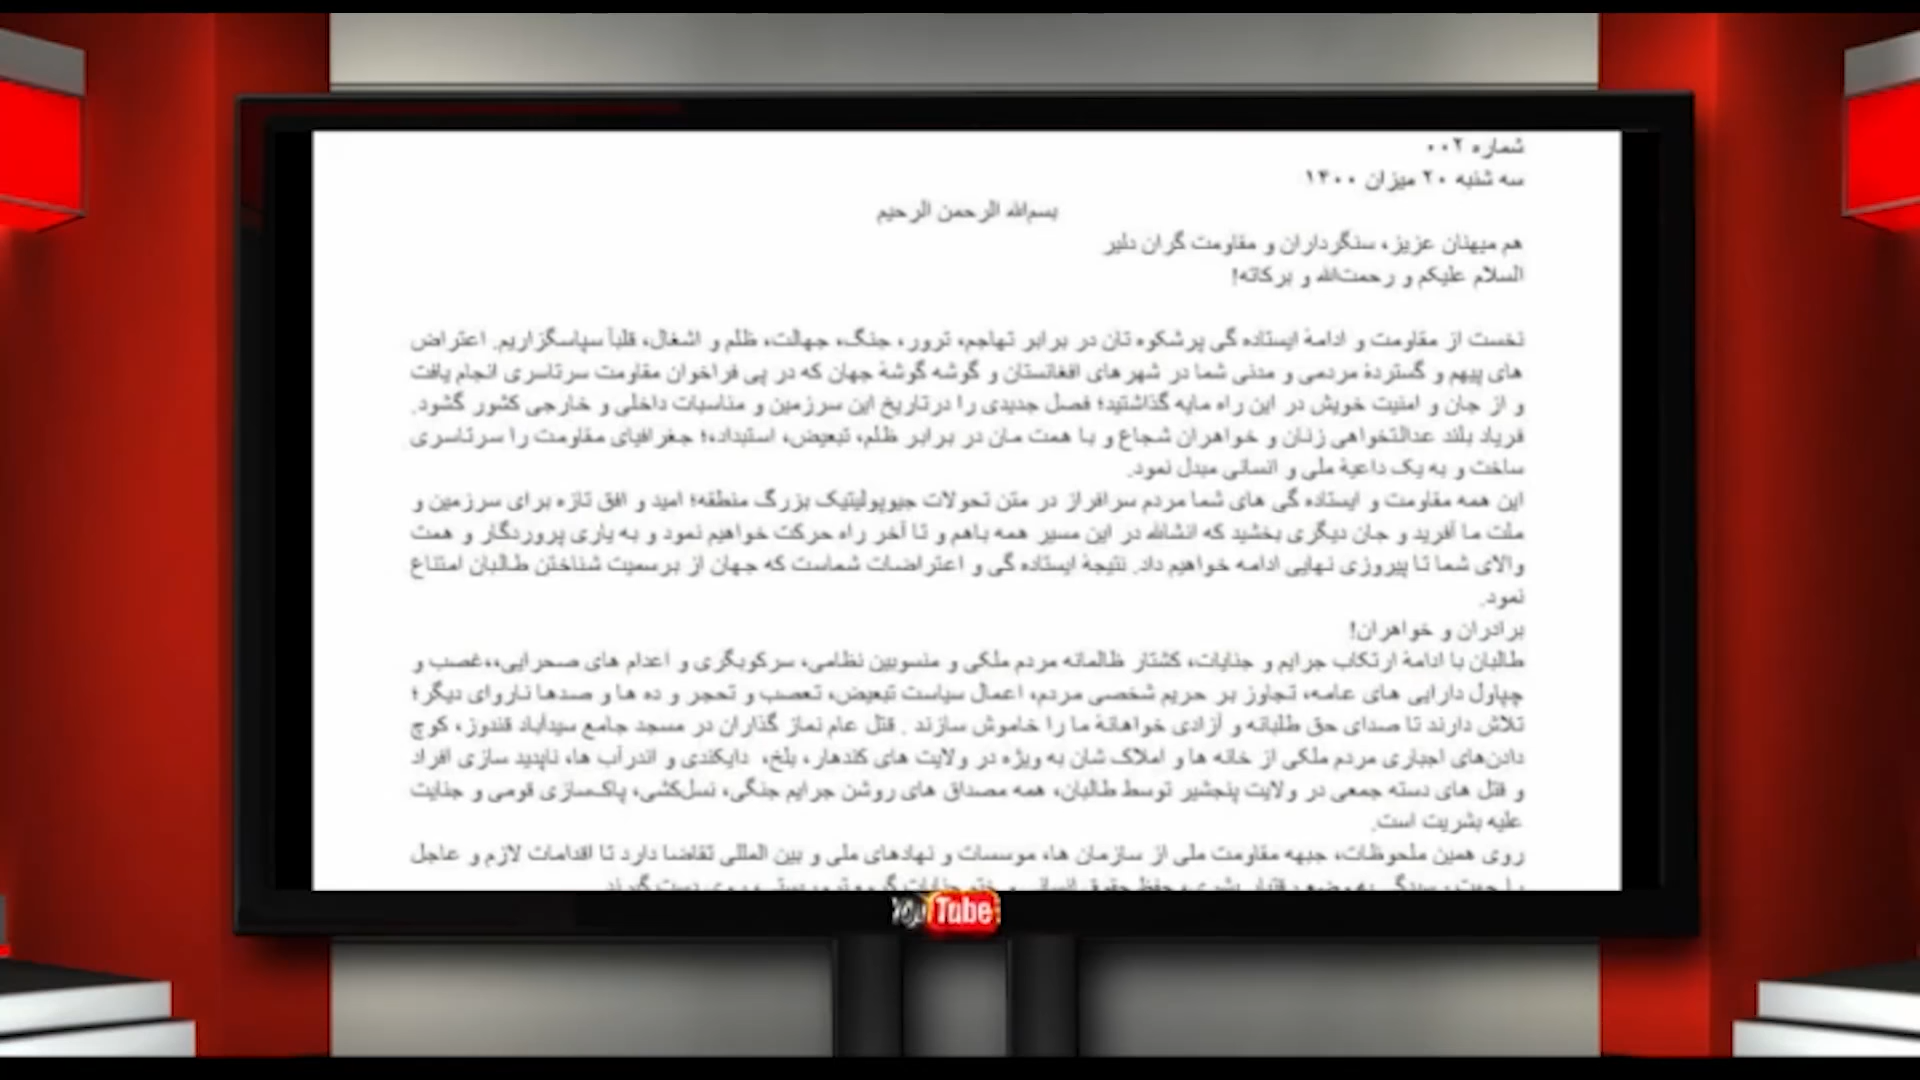 شماره ۰۰۲
سه شنبه ۲۰ میزان ۱۴۰۰
بسم‌الله الرحمن الرحیم
هم میهنان عزیز، سنگرداران و مقاومت گران دلیر
السلام علیکم و رحمت‌الله و برکاته!
نخست از مقاومت و ادامهٔ ایستاده گی پرشکوه تان در برابر تهاجم، ترور، جنگ، جهالت، ظلم و اشغال، قلباً سپاسگزاریم. اعتراض
های پیهم و گستردهٔ مردمی و مدنی شما در شهرهای افغانستان و گوشه گوشهٔ جهان که در پی فراخوان مقاومت سرتاسری انجام یافت
و از جان و امنیت خویش در این راه مایه گذاشتید؛ فصل جدیدی را درتاریخ این سرزمین و مناسبات داخلی و خارجی کشور گشود.
فریاد بلند عدالتخواهی زنان و خواهران شجاع و با همت مان در برابر ظلم، تبعیض، استبداد،؛ جغرافیای مقاومت را سرتاسری
ساخت و به یک داعیهٔ ملی و انسانی مبدل نمود.
این همه مقاومت و ایستاده گی های شما مردم سرافراز در متن تحولات جیوپولیتیک بزرگ منطقه؛ امید و افق تازه برای سرزمین و
ملت ما آفرید و جان دیگری بخشید که انشالله در این مسیر همه باهم و تا آخر راه حرکت خواهیم نمود و به یاری پروردگار و همت
والای شما تا پیروزی نهایی ادامه خواهیم داد. نتیجهٔ ایستاده گی و اعتراضات شماست که جهان از برسمیت شناختن طالبان امتناع
نمود.
برادران و خواهران!
طالبان با ادامهٔ ارتکاب جرایم و جنایات، کشتار ظالمانه مردم ملکی و منسوبین نظامی، سرکوبگری و اعدام های صحرایی،،غصب و
چپاول دارایی های عامه، تجاوز بر حریم شخصی مردم، اعمال سیاست تبعیض، تعصب و تحجر و ده ها و صدها ناروای دیگر؛
تلاش دارند تا صدای حق طلبانه و آزادی خواهانهٔ ما را خاموش سازند . قتل عام نماز گذاران در مسجد جامع سیدآباد قندوز، کوچ
دادن‌های اجباری مردم ملکی از خانه ها و املاک شان به ویژه در ولایت های کندهار، بلخ، دایکندی و اندرآب ها، ناپدید سازی افراد
و قتل های دسته جمعی در ولایت پنجشیر توسط طالبان، همه مصداق های روشن جرایم جنگی، نسل‌کشی، پاک‌سازی قومی و جنایت
علیه بشریت است.
روی همین ملحوظات، جبهه مقاومت ملی از سازمان ها، موسسات و نهادهای ملی و بین المللی تقاضا دارد تا اقدامات لازم و عاجل
YouTube